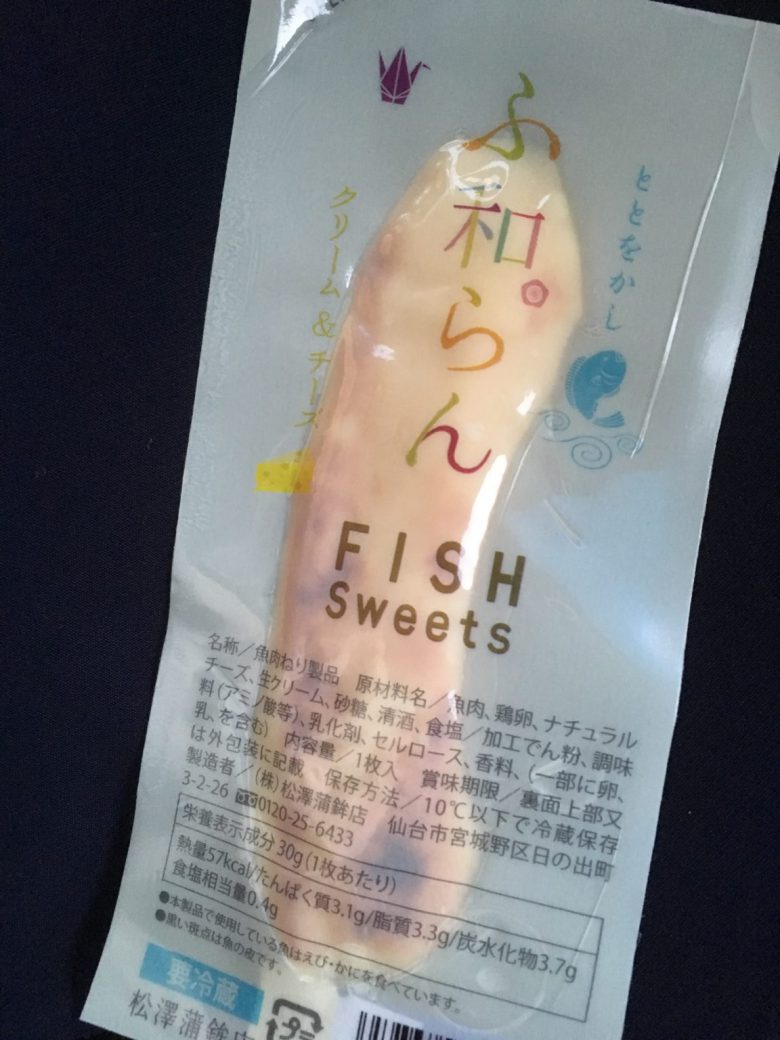 ふ和らん
ととをかし
クリーム&チーズ
FISH
Sweets
名称/魚肉ねり製品 原材料名/魚肉、鶏卵、ナチュラル
チーズ、生クリーム、砂糖、清酒、食塩/加工でん粉、調味
料(アミノ酸等)、乳化剤、セルロース、香料、(一部に卵、
乳、を含む) 内容量/1枚入 賞味期限/裏面上部又
は外包装に記載 保存方法/10℃以下で冷蔵保存
製造者/(株)松澤蒲鉾店 仙台市宮城野区日の出町
3-2-26 0120-25-6433
栄養表示成分 30g(1枚あたり)
熱量57kcal/たんぱく質3.1g/脂質3.3g/炭水化物3.7g
食塩相当量0.4g
●本製品で使用している魚はえび・かにを食べています。
●黒い斑点は魚の皮です。
要冷蔵
松澤蒲鉾店